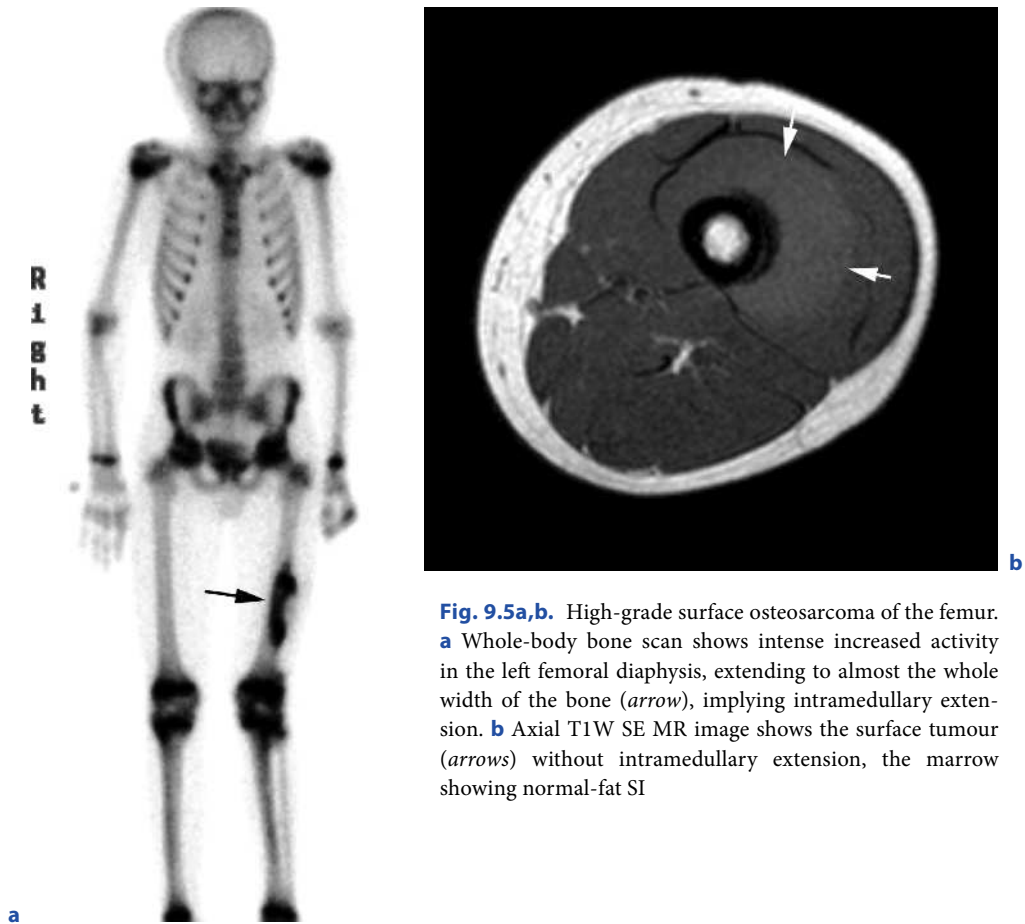 Right
a
b
Fig. 9.5a,b. High-grade surface osteosarcoma of the femur.
a Whole-body bone scan shows intense increased activity
in the left femoral diaphysis, extending to almost the whole
width of the bone (arrow), implying intramedullary exten-
sion. b Axial T1W SE MR image shows the surface tumour
(arrows) without intramedullary extension, the marrow
showing normal-fat SI